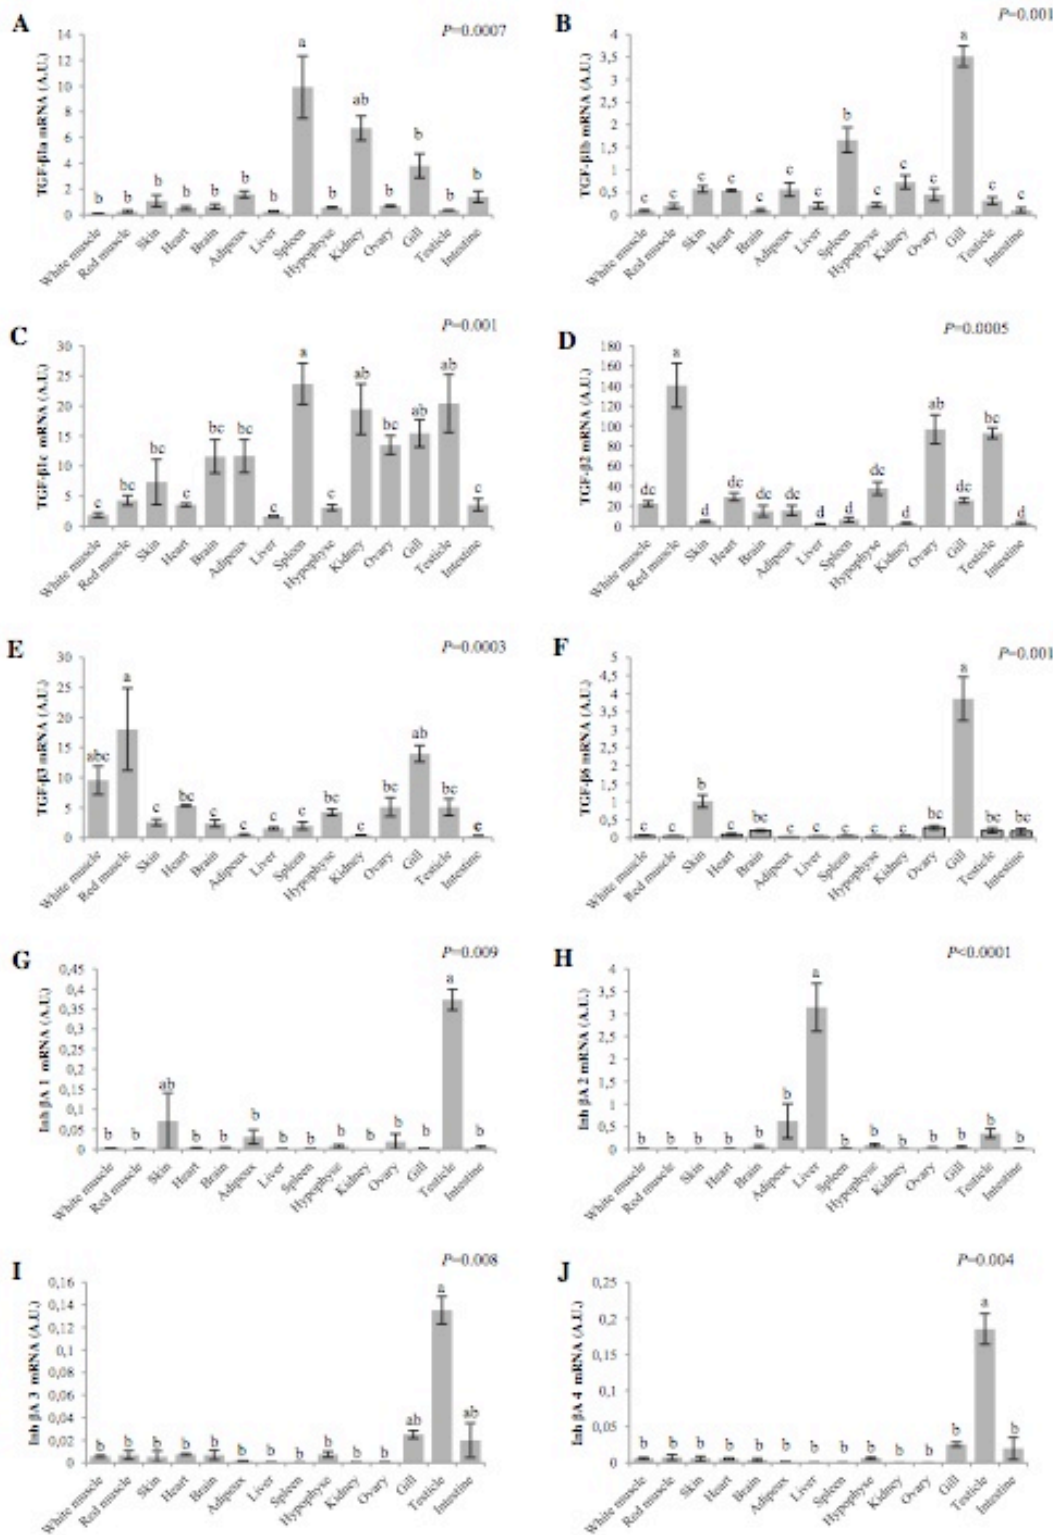 A
P=0.0007
TGF-β1a mRNA (A.U.)
14
12
10
8
6
4
2
0
b b b b b b b a b ab b b b b
White muscle Red muscle Skin Heart Brain Adipeux Liver Spleen Hypophyse Kidney Ovary Gill Testicle Intestine
B
P=0.001
TGF-β1b mRNA (A.U.)
4
3,5
3
2,5
2
1,5
1
0,5
0
c c c c c c c b c c c a c c
White muscle Red muscle Skin Heart Brain Adipeux Liver Spleen Hypophyse Kidney Ovary Gill Testicle Intestine
C
P=0.001
TGF-β1c mRNA (A.U.)
30
25
20
15
10
5
0
c bc bc c bc bc c a c ab bc ab ab c
White muscle Red muscle Skin Heart Brain Adipeux Liver Spleen Hypophyse Kidney Ovary Gill Testicle Intestine
D
P=0.0005
TGF-β2 mRNA (A.U.)
180
160
140
120
100
80
60
40
20
0
dc a d dc dc dc d d dc d ab dc bc d
White muscle Red muscle Skin Heart Brain Adipeux Liver Spleen Hypophyse Kidney Ovary Gill Testicle Intestine
E
P=0.0003
TGF-β3 mRNA (A.U.)
30
25
20
15
10
5
0
abc a c bc c c c c bc c bc ab bc c
White muscle Red muscle Skin Heart Brain Adipeux Liver Spleen Hypophyse Kidney Ovary Gill Testicle Intestine
F
P=0.001
TGF-β6 mRNA (A.U.)
5
4,5
4
3,5
3
2,5
2
1,5
1
0,5
0
c c b c bc c c c c c bc a bc bc
White muscle Red muscle Skin Heart Brain Adipeux Liver Spleen Hypophyse Kidney Ovary Gill Testicle Intestine
G
P=0.009
Inh βA 1 mRNA (A.U.)
0,45
0,4
0,35
0,3
0,25
0,2
0,15
0,1
0,05
0
b b ab b b b b b b b b b a b
White muscle Red muscle Skin Heart Brain Adipeux Liver Spleen Hypophyse Kidney Ovary Gill Testicle Intestine
H
P<0.0001
Inh βA 2 mRNA (A.U.)
4
3,5
3
2,5
2
1,5
1
0,5
0
b b b b b b a b b b b b b b
White muscle Red muscle Skin Heart Brain Adipeux Liver Spleen Hypophyse Kidney Ovary Gill Testicle Intestine
I
P=0.008
Inh βA 3 mRNA (A.U.)
0,16
0,14
0,12
0,1
0,08
0,06
0,04
0,02
0
b b b b b b b b b b b ab a ab
White muscle Red muscle Skin Heart Brain Adipeux Liver Spleen Hypophyse Kidney Ovary Gill Testicle Intestine
J
P=0.004
Inh βA 4 mRNA (A.U.)
0,25
0,2
0,15
0,1
0,05
0
b b b b b b b b b b b b a b
White muscle Red muscle Skin Heart Brain Adipeux Liver Spleen Hypophyse Kidney Ovary Gill Testicle Intestine